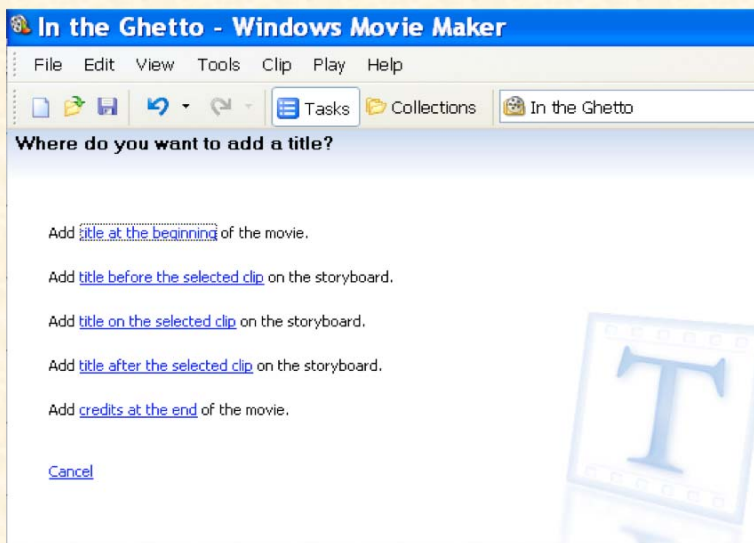 In the Ghetto - Windows Movie Maker
File Edit View Tools Clip Play Help
Tasks Collections In the Ghetto
Where do you want to add a title?
Add title at the beginning of the movie.
Add title before the selected clip on the storyboard.
Add title on the selected clip on the storyboard.
Add title after the selected clip on the storyboard.
Add credits at the end of the movie.
Cancel
T